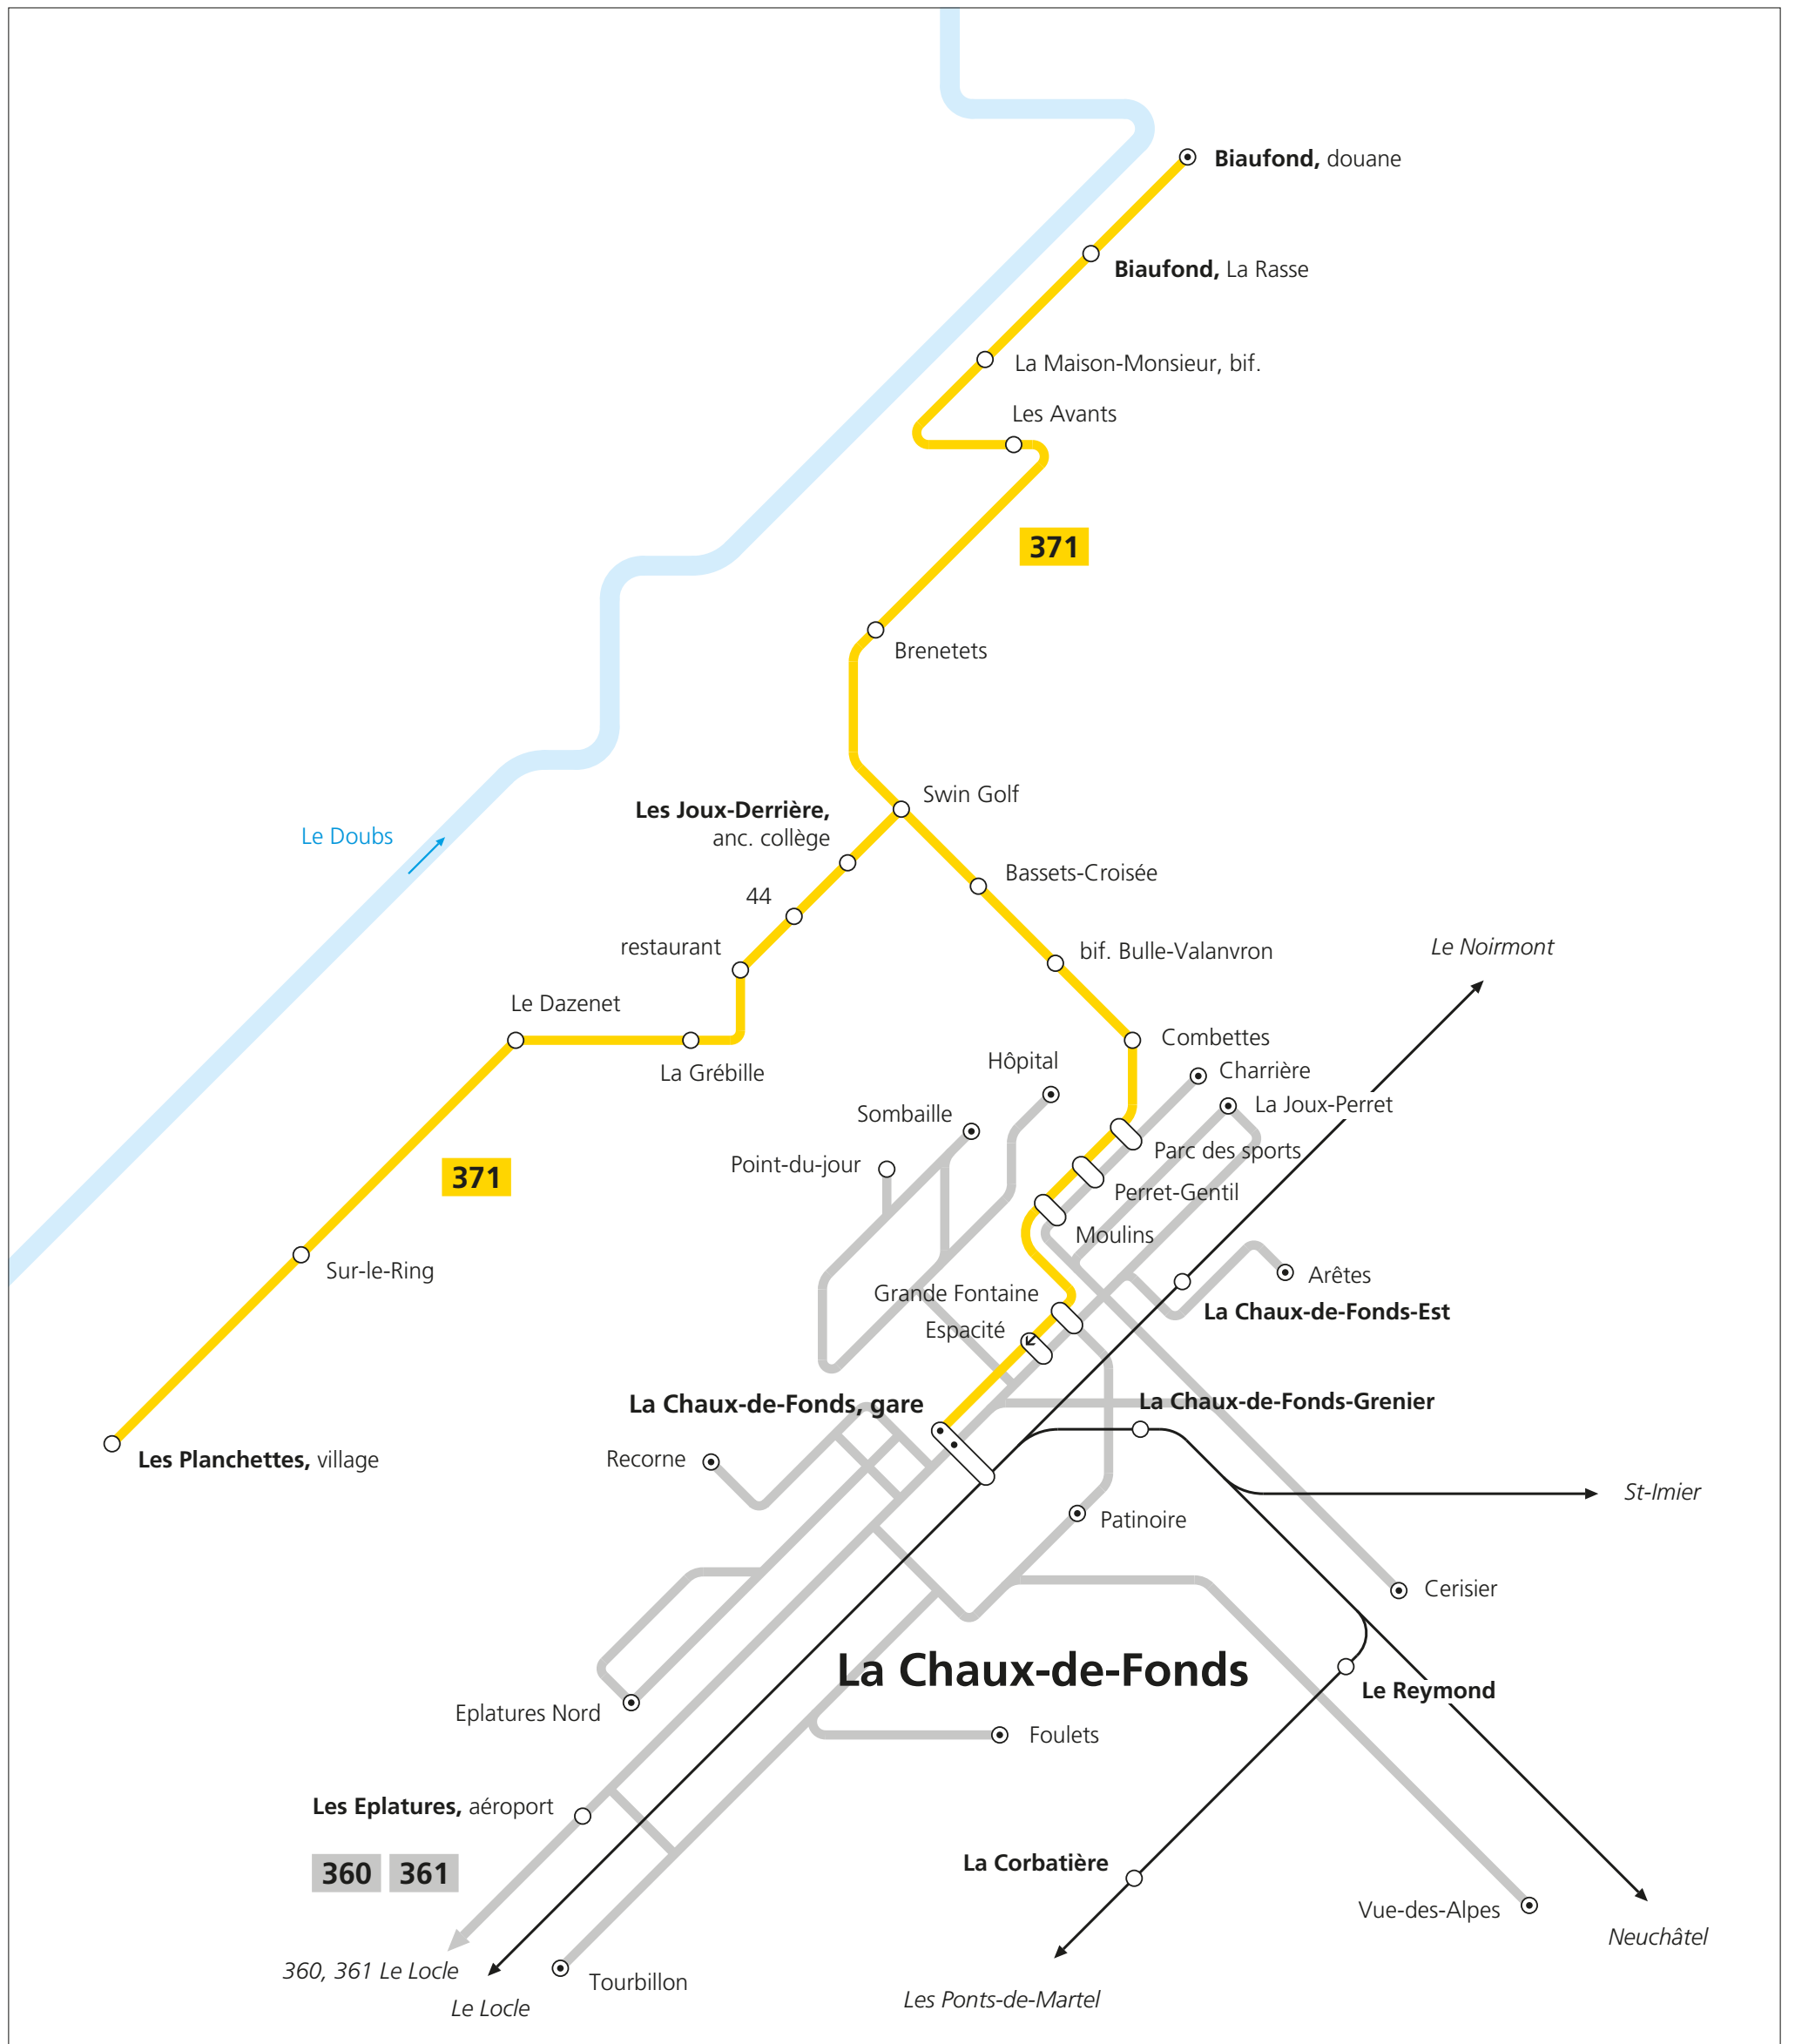 Biaufond, douane
Biaufond, La Rasse
La Maison-Monsieur, bif.
Les Avants
371
Brenetets
Swin Golf
Les Joux-Derrière,
anc. collège
Le Doubs
Bassets-Croisée
44
restaurant
bif. Bulle-Valanvron
Le Noirmont
Le Dazenet
La Grébille
Combettes
Hôpital
Charrière
Sombaille
La Joux-Perret
Point-du-jour
Parc des sports
371
Perret-Gentil
Moulins
Sur-le-Ring
Arêtes
Grande Fontaine
La Chaux-de-Fonds-Est
Espacité
La Chaux-de-Fonds, gare
La Chaux-de-Fonds-Grenier
Les Planchettes, village
Recorne
St-Imier
Patinoire
Cerisier
La Chaux-de-Fonds
Le Reymond
Eplatures Nord
Foulets
Les Eplatures, aéroport
360 361
La Corbatière
Vue-des-Alpes
Neuchâtel
360, 361 Le Locle
Tourbillon
Le Locle
Les Ponts-de-Martel